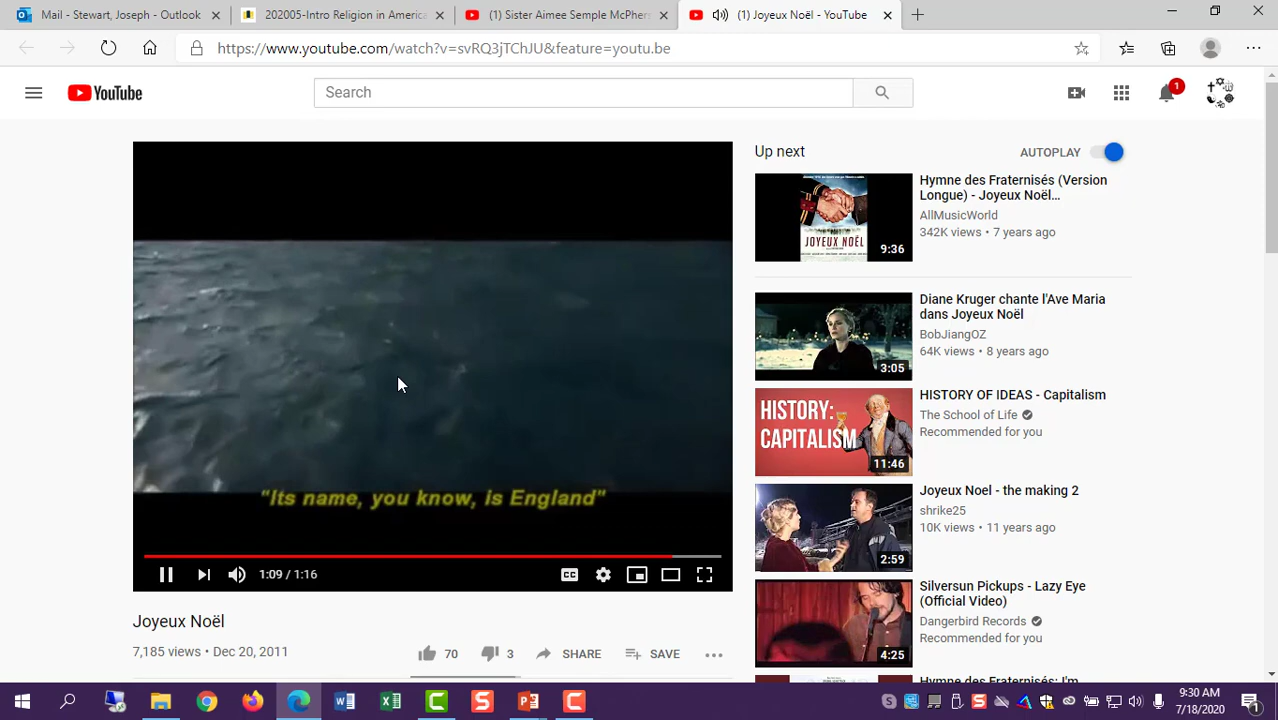 Mail - Stewart, Jason - Outlook
202005-Intro Religion in America
(1) Sister Aimee Semple McPhers
(1) Joyeux Noël - YouTube
https://www.youtube.com/watch?v=svRQ3jTChJU&feature=youtu.be
YouTube
Search
1
"Its name, you know, is England"
1:09 / 1:16
CC
Joyeux Noël
7,185 views • Dec 20, 2011
70
3
SHARE
SAVE
Up next
AUTOPLAY
JOYEUX NOËL
9:36
Hymne des Fraternisés (Version
Longue) - Joyeux Noël...
AllMusicWorld
342K views • 7 years ago
3:05
Diane Kruger chante l'Ave Maria
dans Joyeux Noël
BobJiangOZ
64K views • 8 years ago
HISTORY:
CAPITALISM
11:46
HISTORY OF IDEAS - Capitalism
The School of Life
Recommended for you
2:59
Joyeux Noel - the making 2
shrike25
10K views • 11 years ago
4:25
Silversun Pickups - Lazy Eye
(Official Video)
Dangerbird Records
Recommended for you
Hymne des Fraternisés: I'm
9:30 AM
7/18/2020
1